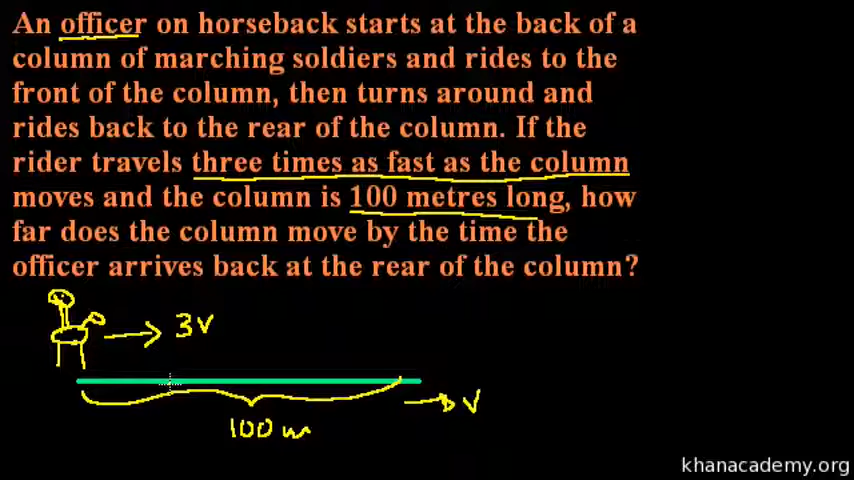 An officer on horseback starts at the back of a
column of marching soldiers and rides to the
front of the column, then turns around and
rides back to the rear of the column. If the
rider travels three times as fast as the column
moves and the column is 100 metres long, how
far does the column move by the time the
officer arrives back at the rear of the column?
3V
V
100 m
khanacademy.org